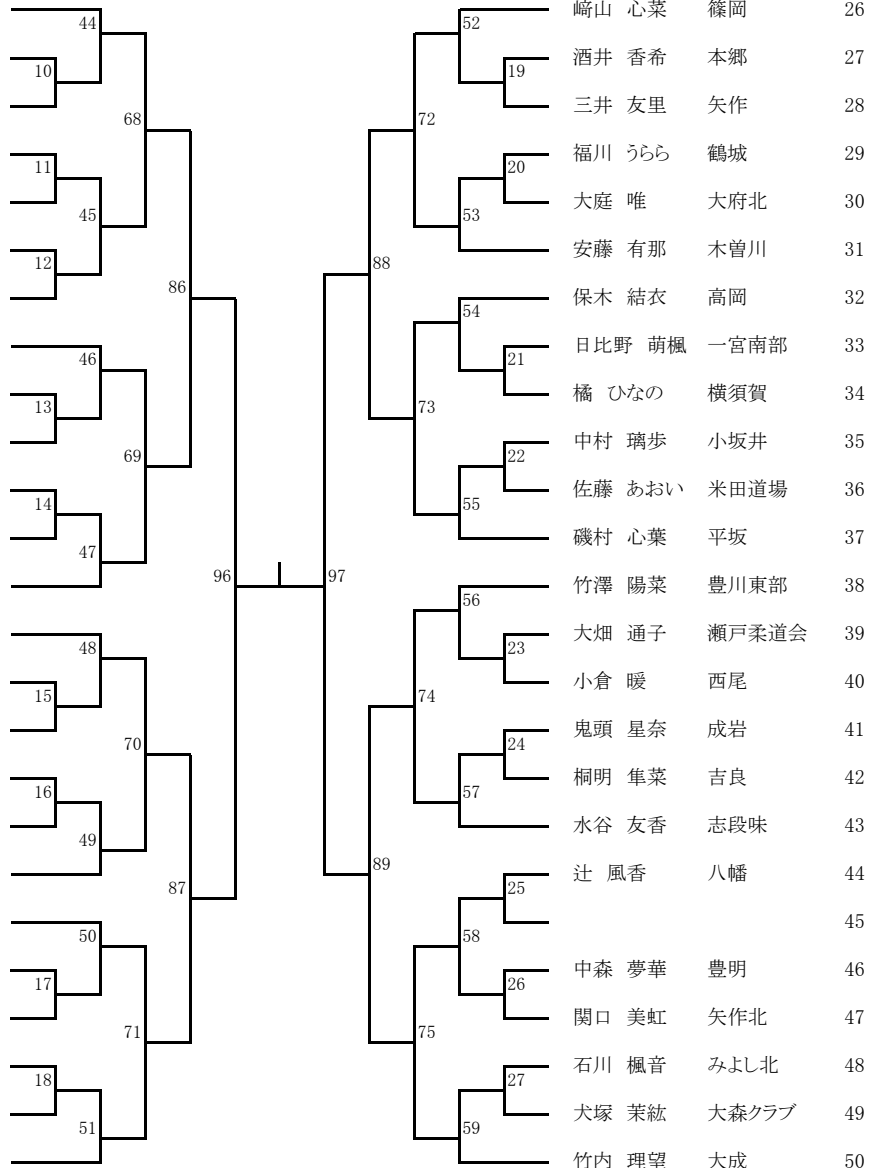 44
10
68
11
45
12
86
46
13
69
14
47
96
48
15
70
16
49
87
50
17
71
18
51
52
19
72
20
53
88
54
21
73
22
55
97
56
23
74
24
57
89
25
58
26
75
27
59
﨑山 心菜 篠岡 26
酒井 香希 本郷 27
三井 友里 矢作 28
福川 うらら 鶴城 29
大庭 唯 大府北 30
安藤 有那 木曽川 31
保木 結衣 高岡 32
日比野 萌楓 一宮南部 33
橘 ひなの 横須賀 34
中村 璃歩 小坂井 35
佐藤 あおい 米田道場 36
磯村 心葉 平坂 37
竹澤 陽菜 豊川東部 38
大畑 通子 瀬戸柔道会 39
小倉 暖 西尾 40
鬼頭 星奈 成岩 41
桐明 隼菜 吉良 42
水谷 友香 志段味 43
辻 風香 八幡 44
45
中森 夢華 豊明 46
関口 美虹 矢作北 47
石川 楓音 みよし北 48
犬塚 茉紘 大森クラブ 49
竹内 理望 大成 50